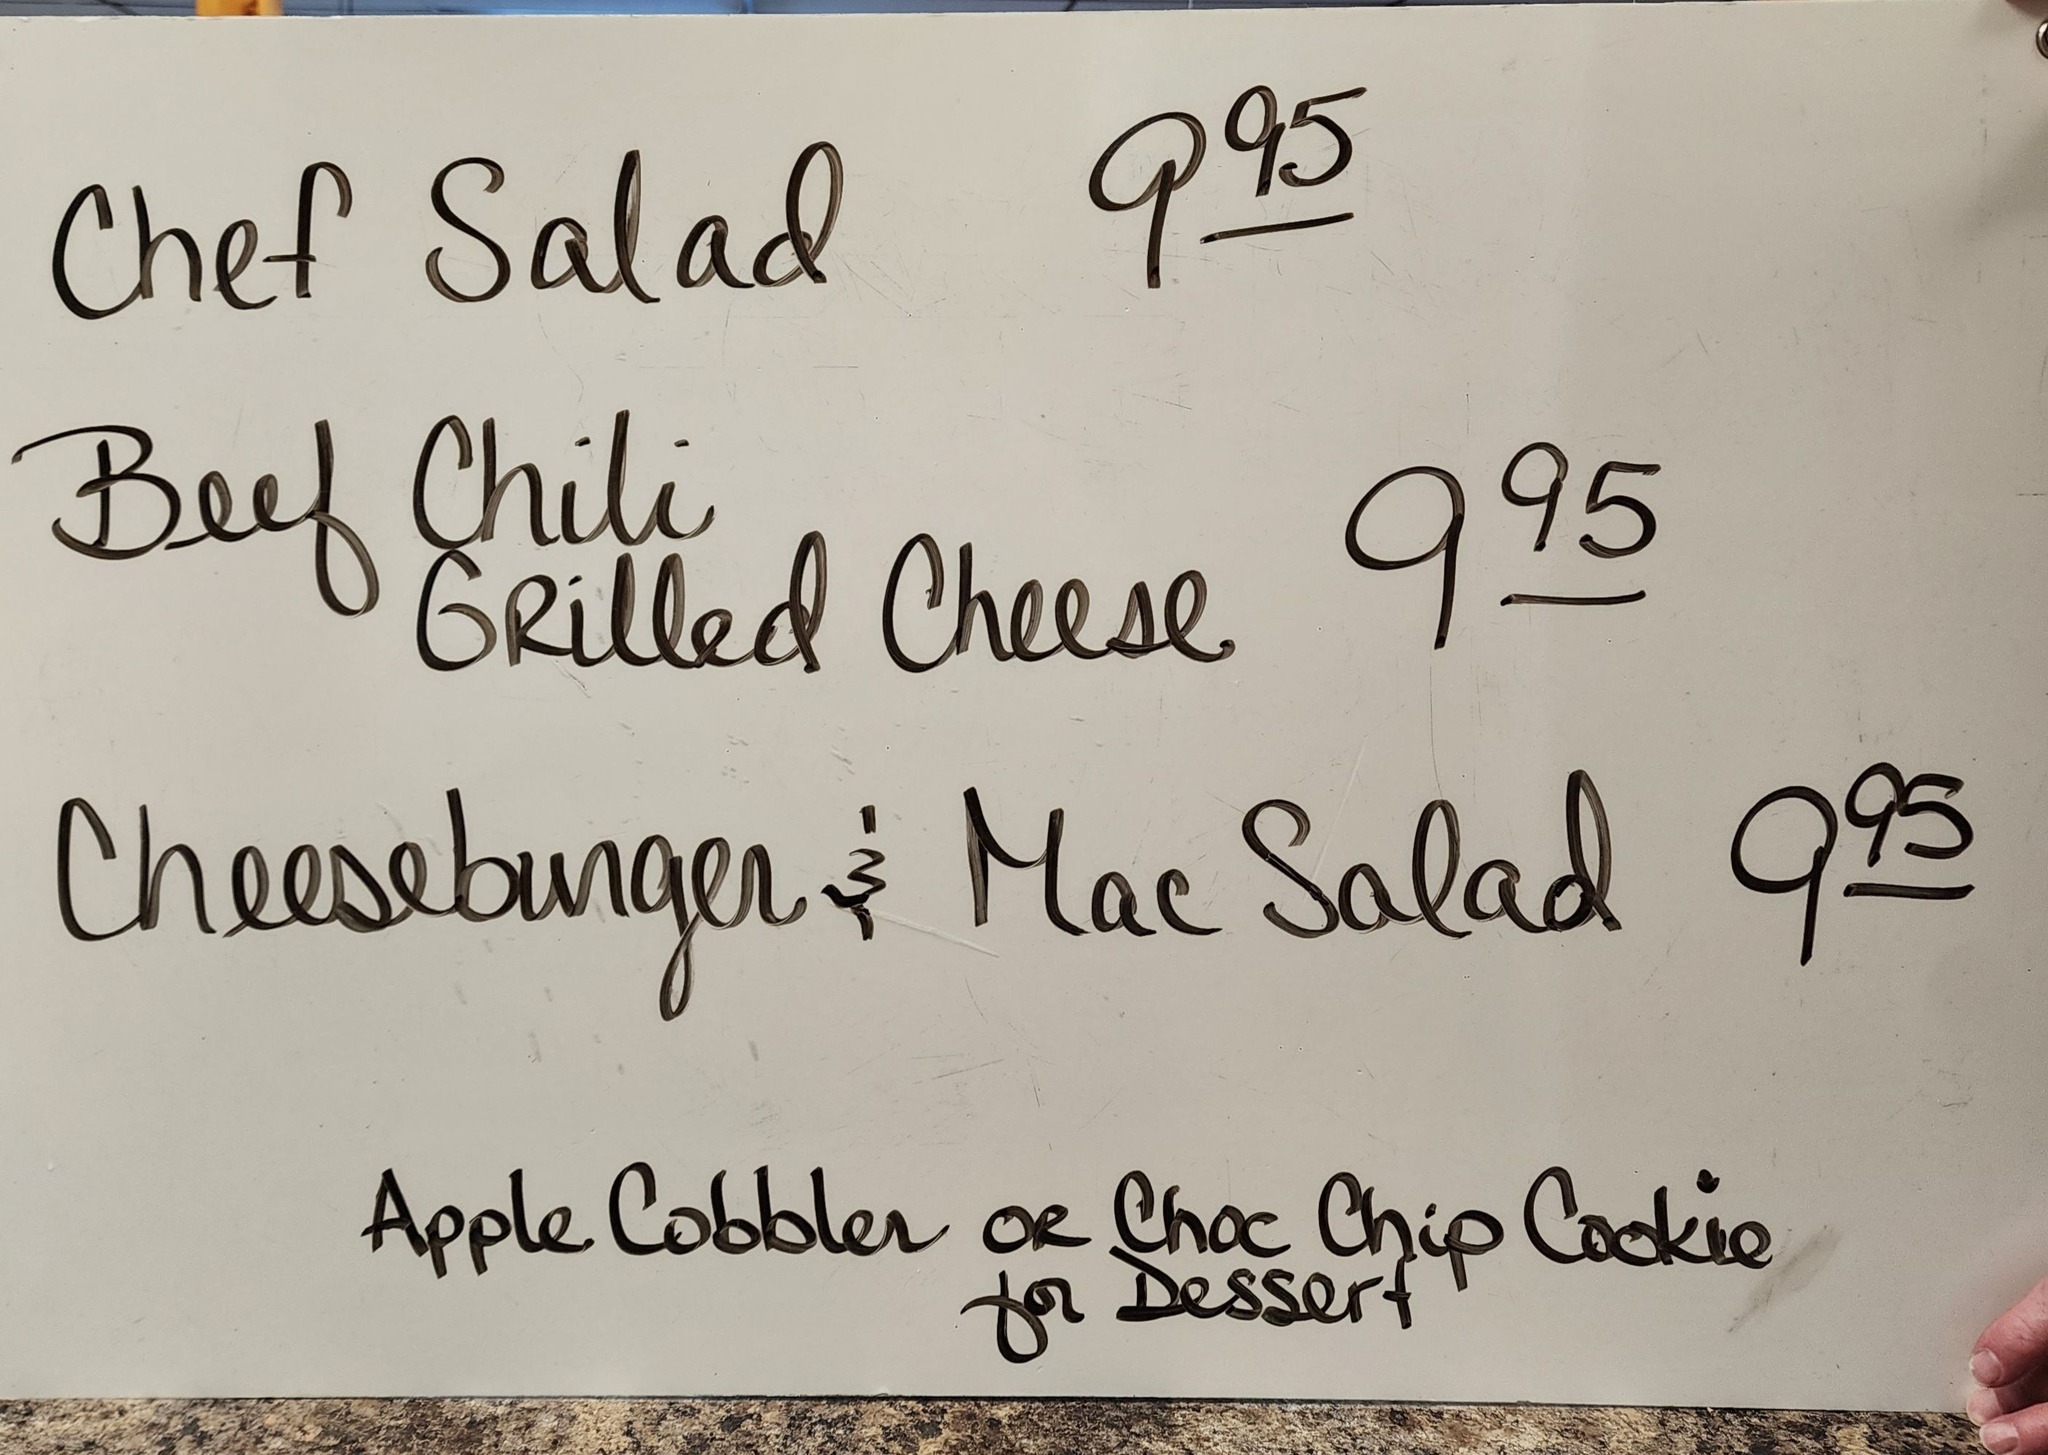 Chef Salad 9 95
Beef Chili
Grilled Cheese 9 95
Cheeseburger & Mac Salad 9 95
Apple Cobbler or Choc Chip Cookie
for Dessert